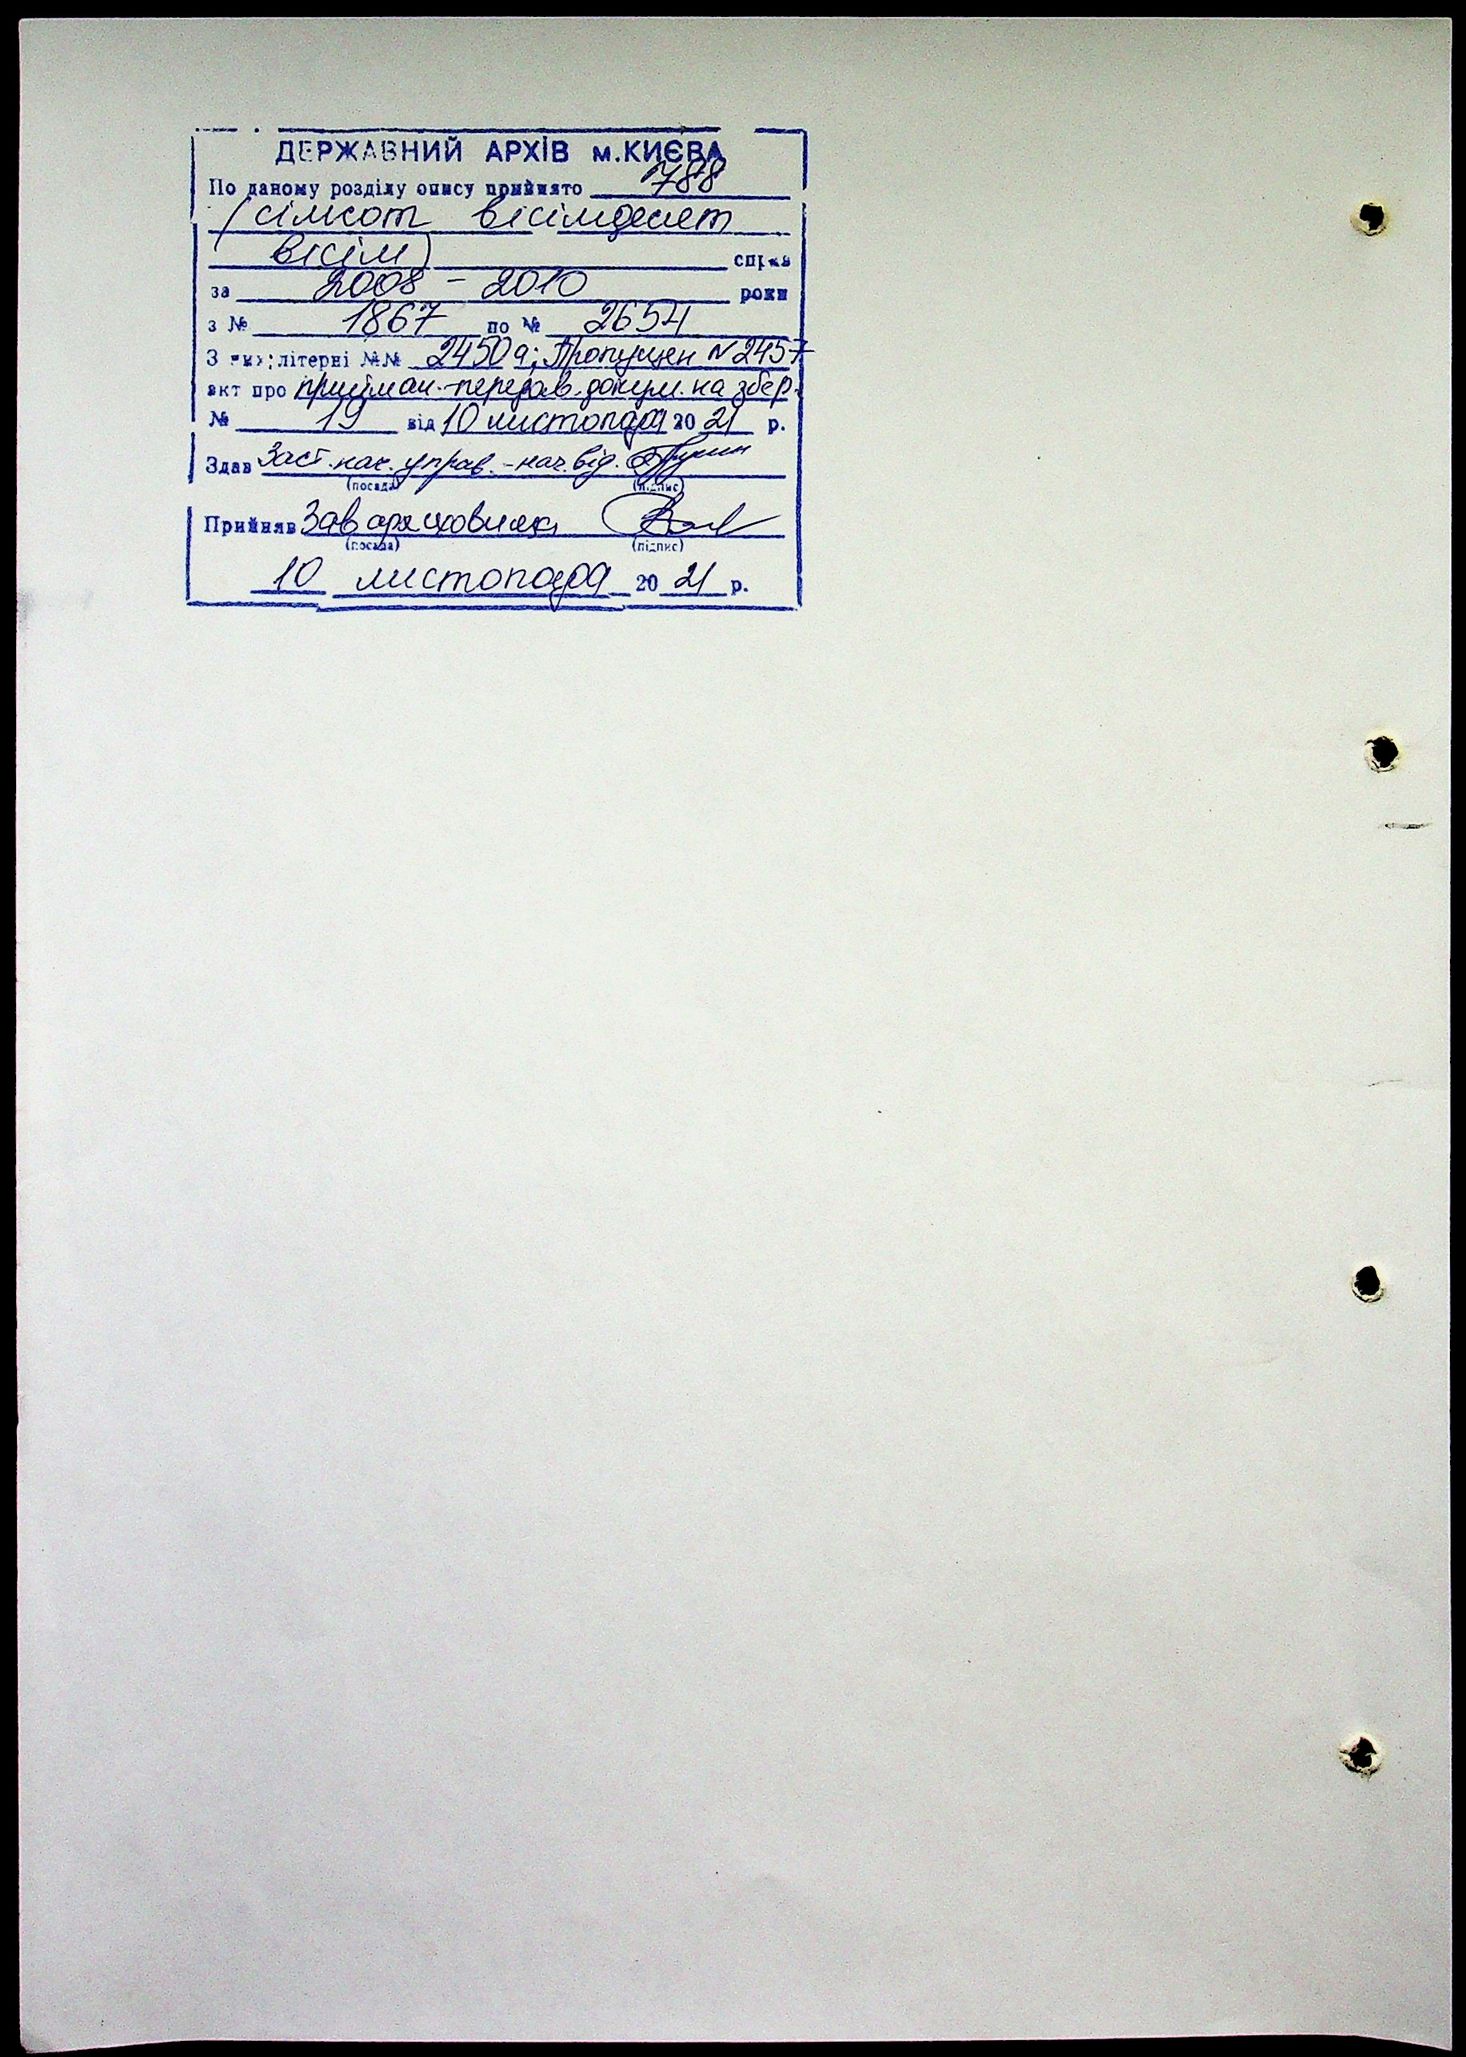 ДЕРЖАВНИЙ АРХІВ м.КИЄВА
По даному розділу опису прийнято 788
(сімсот вісімдесят
вісім) справ
за 2008 - 2010 роки
з № 1867 по № 2654
З них: літерні №№ 2450а; Пропущен N 2457
акт про прийман.-передав. докум. на збер.
№ 19 від 10 листопада 20 21 р.
Здав Заст. нач. управ. - нач. від.
(посада) (підпис)
Прийняв Зав архсховища
(посада) (підпис)
10 листопада 20 21 р.